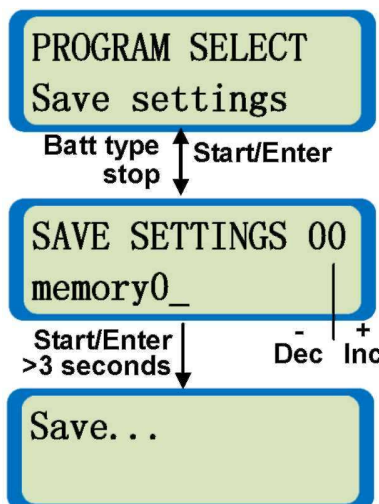 PROGRAM SELECT
Save settings
Batt type
stop
Start/Enter
SAVE SETTINGS 00
memory0_
Start/Enter
>3 seconds
- +
Dec Inc
Save...